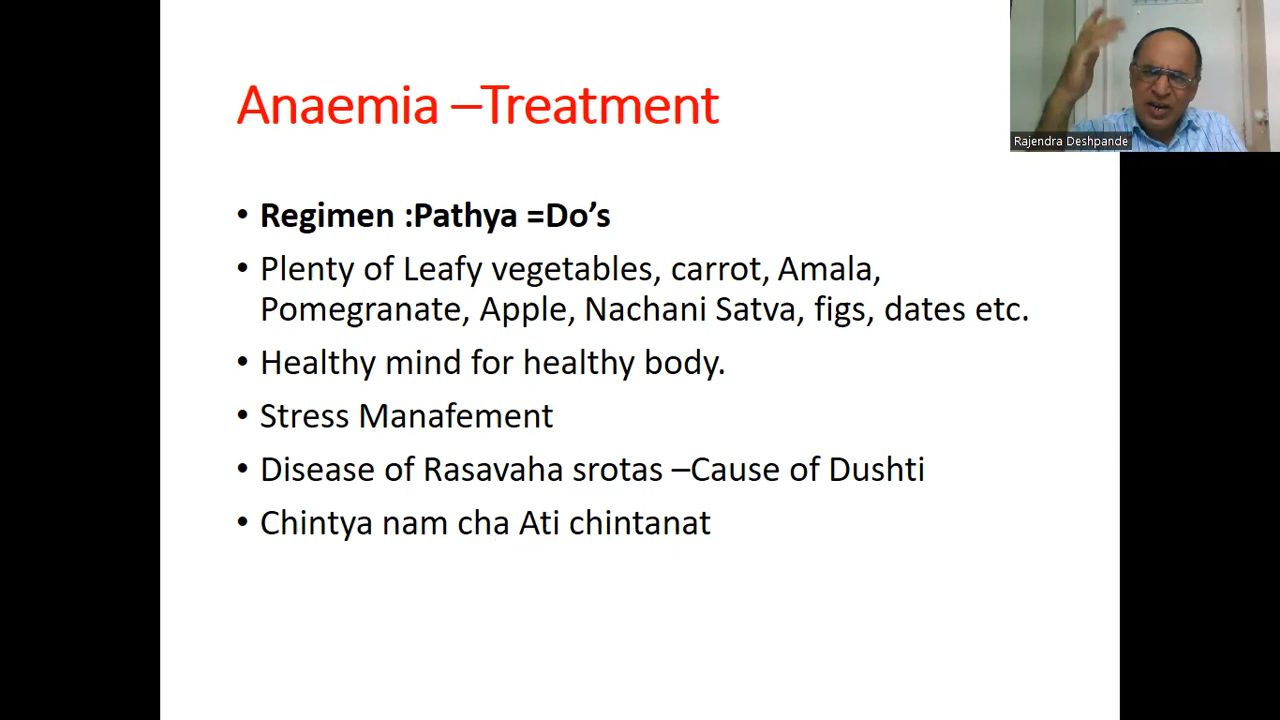 Anaemia –Treatment
Rajendra Deshpande
• Regimen :Pathya =Do’s
• Plenty of Leafy vegetables, carrot, Amala,
Pomegranate, Apple, Nachani Satva, figs, dates etc.
• Healthy mind for healthy body.
• Stress Manafement
• Disease of Rasavaha srotas –Cause of Dushti
• Chintya nam cha Ati chintanat